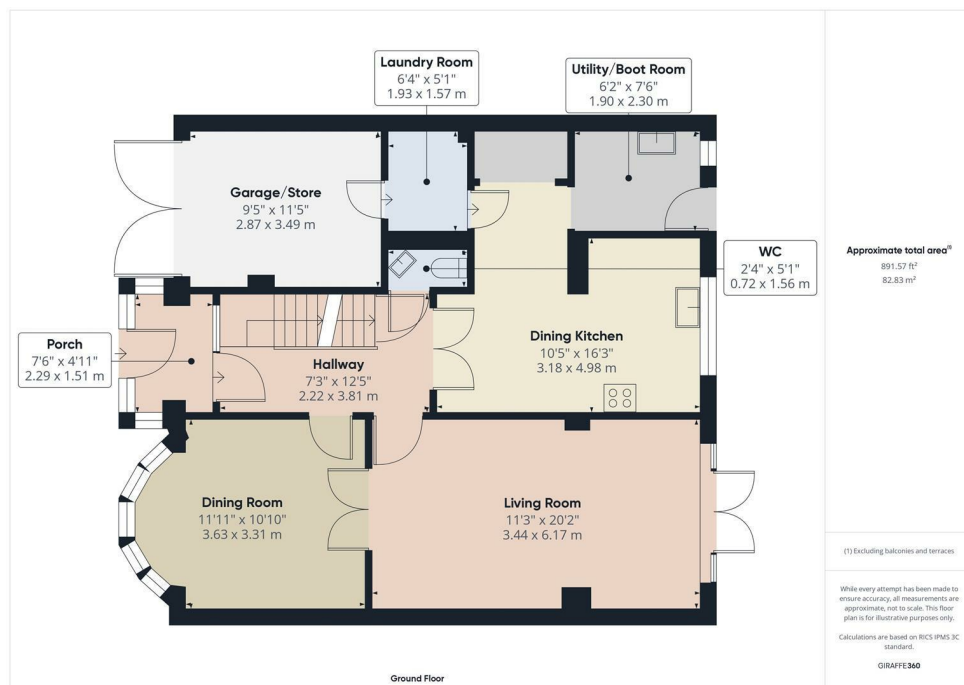 Laundry Room
6'4" x 5'1"
1.93 x 1.57 m
Utility/Boot Room
6'2" x 7'6"
1.90 x 2.30 m
Garage/Store
9'5" x 11'5"
2.87 x 3.49 m
WC
2'4" x 5'1"
0.72 x 1.56 m
Porch
7'6" x 4'11"
2.29 x 1.51 m
Hallway
7'3" x 12'5"
2.22 x 3.81 m
Dining Kitchen
10'5" x 16'3"
3.18 x 4.98 m
Dining Room
11'11" x 10'10"
3.63 x 3.31 m
Living Room
11'3" x 20'2"
3.44 x 6.17 m
Ground Floor
Approximate total area⁽¹⁾
891.57 ft²
82.83 m²
(1) Excluding balconies and terraces
While every attempt has been made to
ensure accuracy, all measurements are
approximate, not to scale. This floor
plan is for illustrative purposes only.
Calculations are based on RICS IPMS 3C
standard.
GIRAFFE360